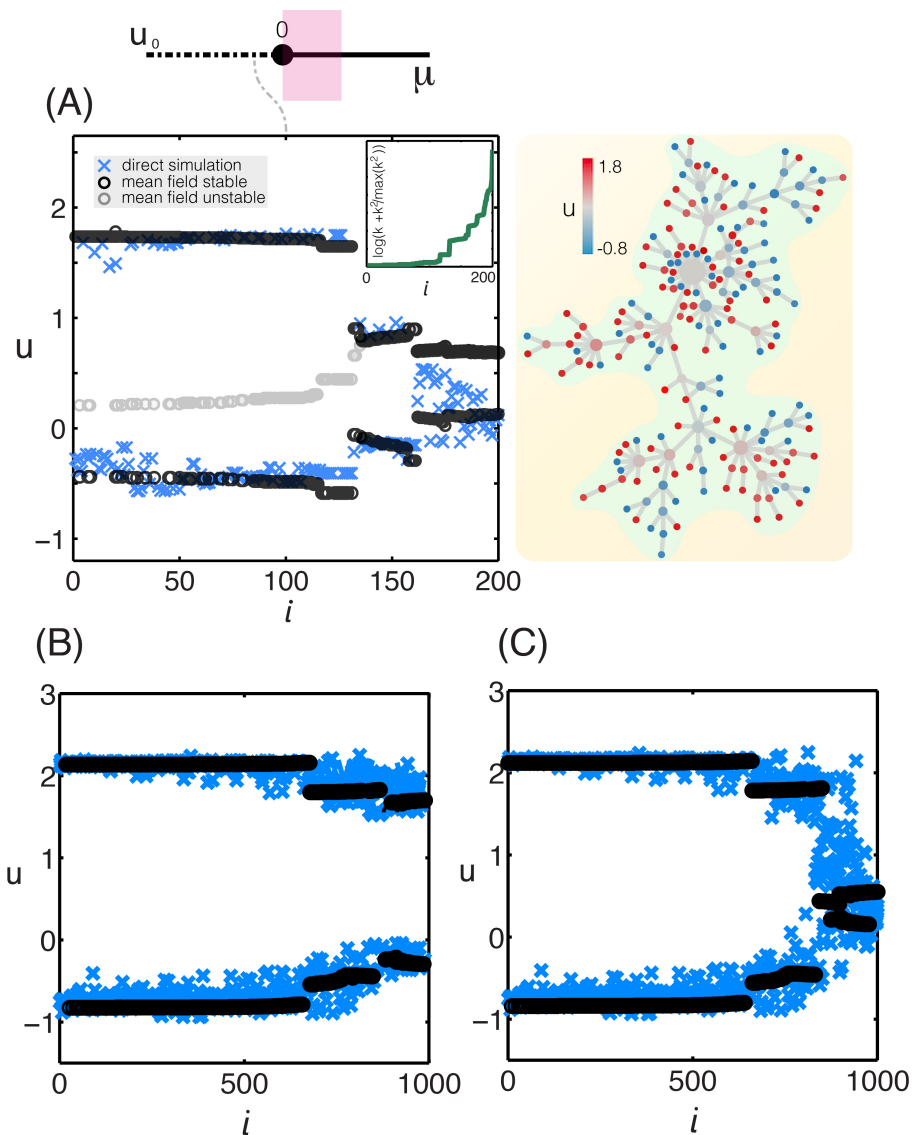 0
u₀
μ
(A)
× direct simulation
o mean field stable
o mean field unstable
log(k +k²/max(k²))
i
0 100 200
2
1
0
−1
u
0 50 100 150 200
i
1.8
u
-0.8
(B)
3
2
1
0
−1
u
0 500 1000
i
(C)
3
2
1
0
−1
u
0 500 1000
i